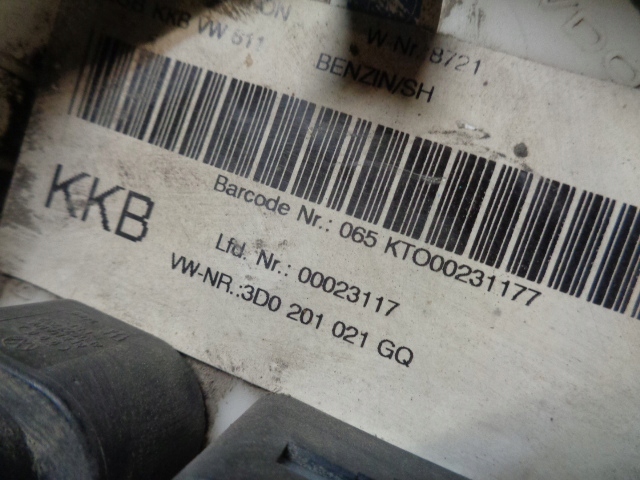 KKB VW 611
W-Nr. 8721
BENZIN/SH
KKB
Barcode Nr.: 065 KTO00231177
Lfd. Nr.: 00023117
VW-NR.:3D0 201 021 GQ